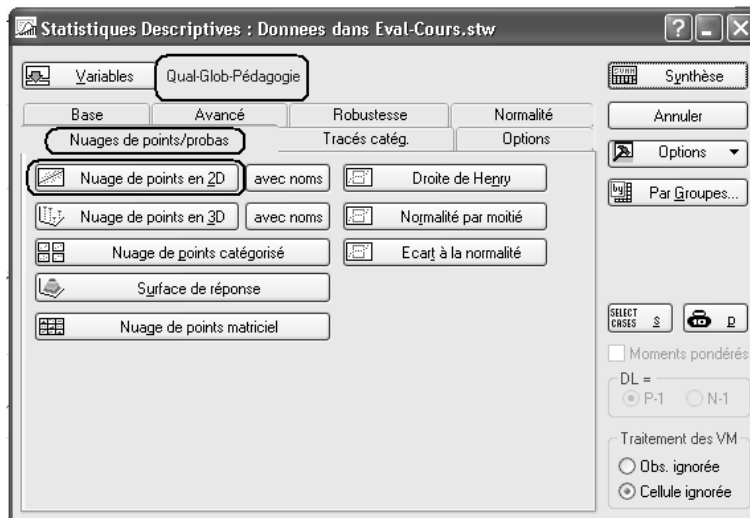 Statistiques Descriptives : Donnees dans Eval-Cours.stw
Variables Qual-Glob-Pédagogie
Base Avancé Robustesse Normalité
Nuages de points/probas Tracés catég. Options
Nuage de points en 2D avec noms Droite de Henry
Nuage de points en 3D avec noms Normalité par moitié
Nuage de points catégorisé Ecart à la normalité
Surface de réponse
Nuage de points matriciel
Synthèse
Annuler
Options
Par Groupes...
SELECT CASES S D
Moments pondérés
DL =
P-1 N-1
Traitement des VM
Obs. ignorée
Cellule ignorée